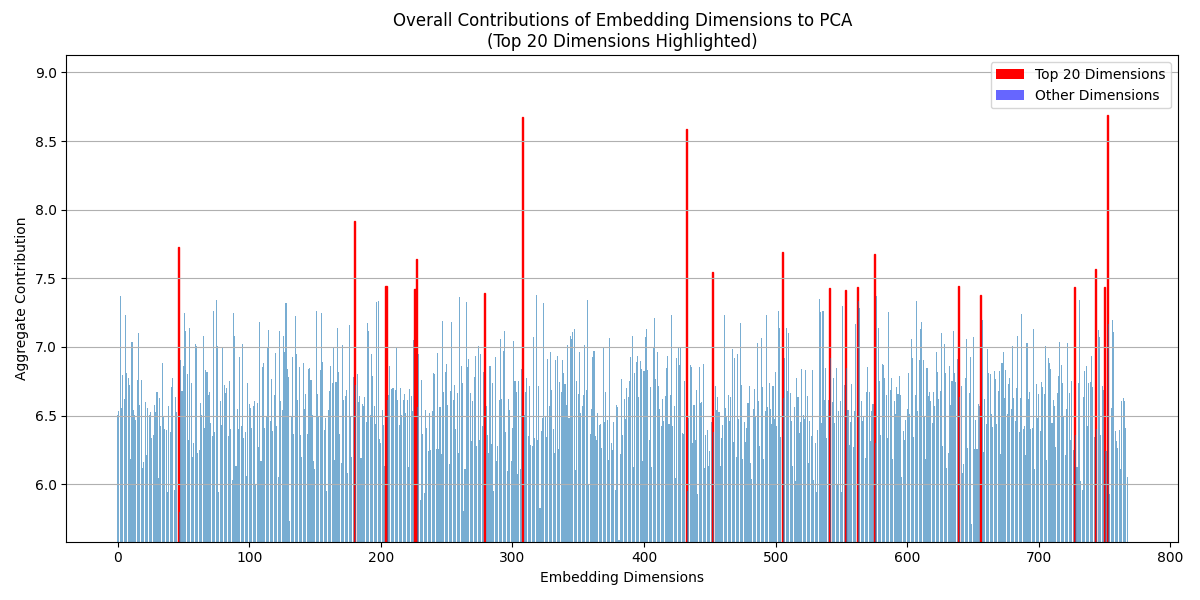 Overall Contributions of Embedding Dimensions to PCA
(Top 20 Dimensions Highlighted)
9.0
8.5
8.0
7.5
7.0
6.5
6.0
Aggregate Contribution
Top 20 Dimensions
Other Dimensions
0 100 200 300 400 500 600 700 800
Embedding Dimensions